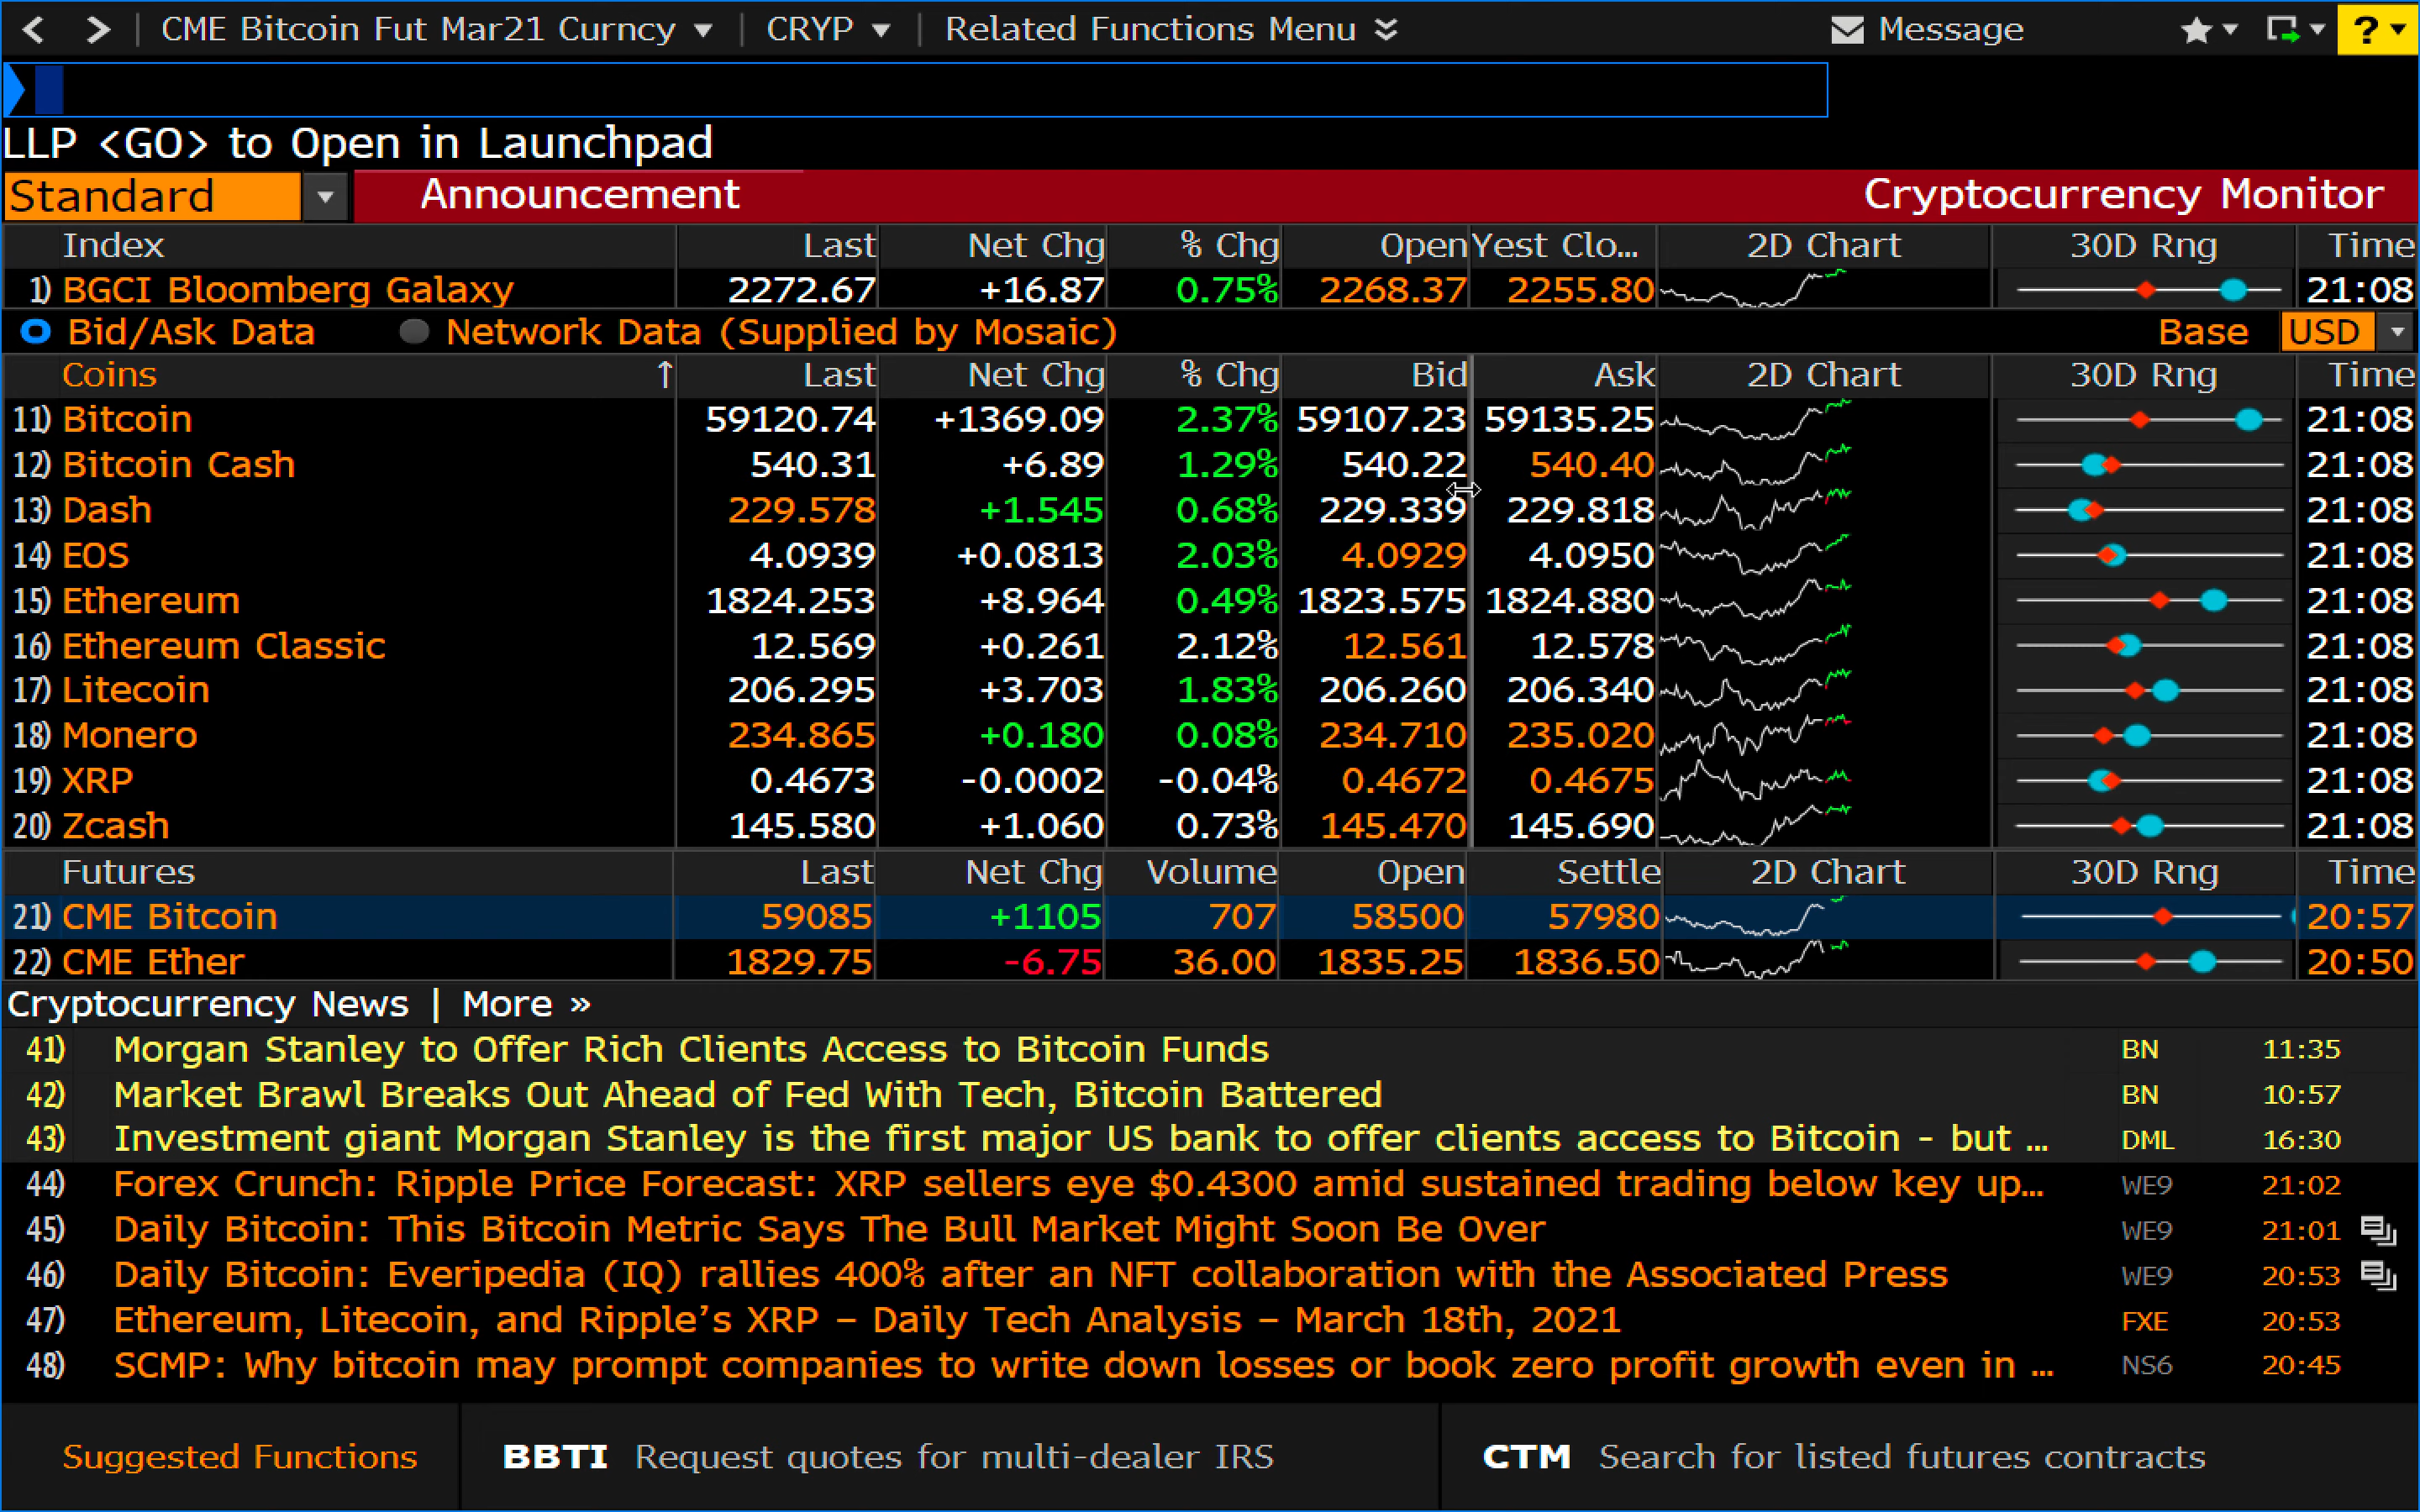 CME Bitcoin Fut Mar21 Curncy CRYP Related Functions Menu Message ?
LLP <GO> to Open in Launchpad
Standard Announcement Cryptocurrency Monitor
Index Last Net Chg % Chg Open Yest Clo... 2D Chart 30D Rng Time
1) BGCI Bloomberg Galaxy 2272.67 +16.87 0.75% 2268.37 2255.80 21:08
Bid/Ask Data Network Data (Supplied by Mosaic) Base USD
Coins ↑ Last Net Chg % Chg Bid Ask 2D Chart 30D Rng Time
11) Bitcoin 59120.74 +1369.09 2.37% 59107.23 59135.25 21:08
12) Bitcoin Cash 540.31 +6.89 1.29% 540.22 540.40 21:08
13) Dash 229.578 +1.545 0.68% 229.339 229.818 21:08
14) EOS 4.0939 +0.0813 2.03% 4.0929 4.0950 21:08
15) Ethereum 1824.253 +8.964 0.49% 1823.575 1824.880 21:08
16) Ethereum Classic 12.569 +0.261 2.12% 12.561 12.578 21:08
17) Litecoin 206.295 +3.703 1.83% 206.260 206.340 21:08
18) Monero 234.865 +0.180 0.08% 234.710 235.020 21:08
19) XRP 0.4673 -0.0002 -0.04% 0.4672 0.4675 21:08
20) Zcash 145.580 +1.060 0.73% 145.470 145.690 21:08
Futures Last Net Chg Volume Open Settle 2D Chart 30D Rng Time
21) CME Bitcoin 59085 +1105 707 58500 57980 20:57
22) CME Ether 1829.75 -6.75 36.00 1835.25 1836.50 20:50
Cryptocurrency News | More »
41) Morgan Stanley to Offer Rich Clients Access to Bitcoin Funds BN 11:35
42) Market Brawl Breaks Out Ahead of Fed With Tech, Bitcoin Battered BN 10:57
43) Investment giant Morgan Stanley is the first major US bank to offer clients access to Bitcoin - but ... DML 16:30
44) Forex Crunch: Ripple Price Forecast: XRP sellers eye $0.4300 amid sustained trading below key up... WE9 21:02
45) Daily Bitcoin: This Bitcoin Metric Says The Bull Market Might Soon Be Over WE9 21:01
46) Daily Bitcoin: Everipedia (IQ) rallies 400% after an NFT collaboration with the Associated Press WE9 20:53
47) Ethereum, Litecoin, and Ripple’s XRP – Daily Tech Analysis – March 18th, 2021 FXE 20:53
48) SCMP: Why bitcoin may prompt companies to write down losses or book zero profit growth even in ... NS6 20:45
Suggested Functions BBTI Request quotes for multi-dealer IRS CTM Search for listed futures contracts